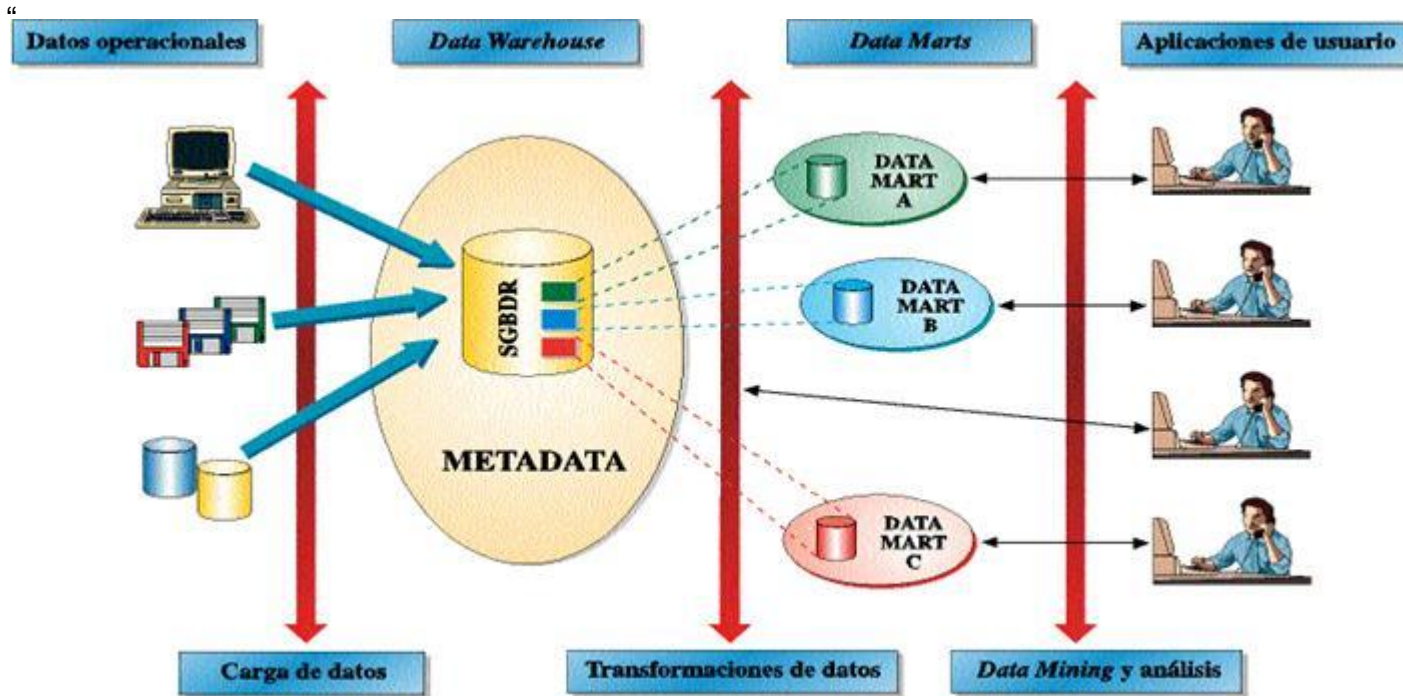 “
Datos operacionales
Data Warehouse
Data Marts
Aplicaciones de usuario
SGBDR
METADATA
DATA
MART
A
DATA
MART
B
DATA
MART
C
Carga de datos
Transformaciones de datos
Data Mining y análisis